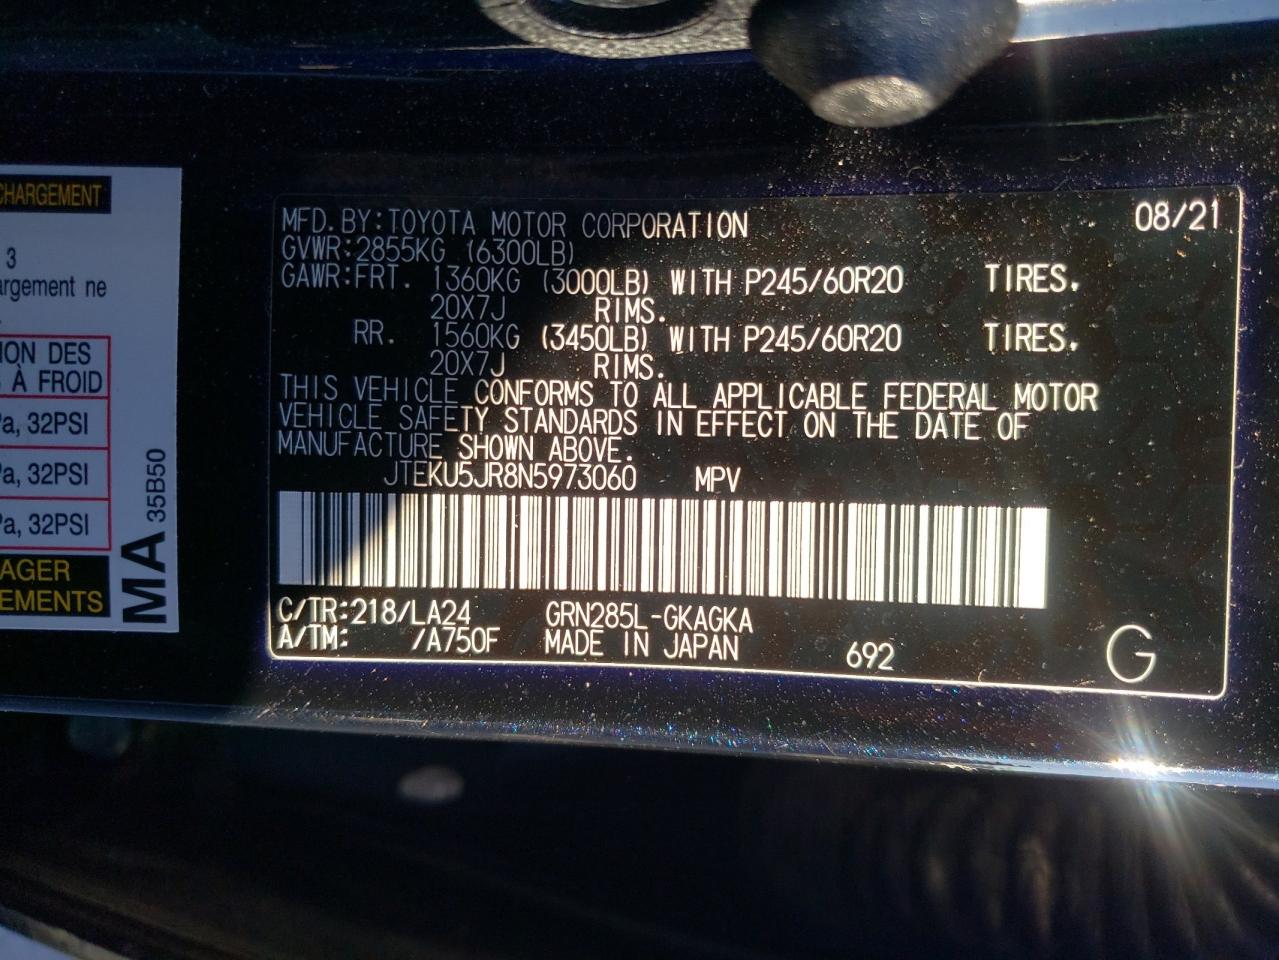 CHARGEMENT
3
argement ne
ION DES
À FROID
Pa, 32PSI
Pa, 32PSI
Pa, 32PSI
AGER
EMENTS
MA 35B50
MFD.BY:TOYOTA MOTOR CORPORATION 08/21
GVWR:2855KG (6300LB)
GAWR:FRT. 1360KG (3000LB) WITH P245/60R20 TIRES.
20X7J RIMS.
RR. 1560KG (3450LB) WITH P245/60R20 TIRES.
20X7J RIMS.
THIS VEHICLE CONFORMS TO ALL APPLICABLE FEDERAL MOTOR
VEHICLE SAFETY STANDARDS IN EFFECT ON THE DATE OF
MANUFACTURE SHOWN ABOVE.
JTEKU5JR8N5973060 MPV
C/TR:218/LA24 GRN285L-GKAGKA
A/TM: /A750F MADE IN JAPAN 692 G